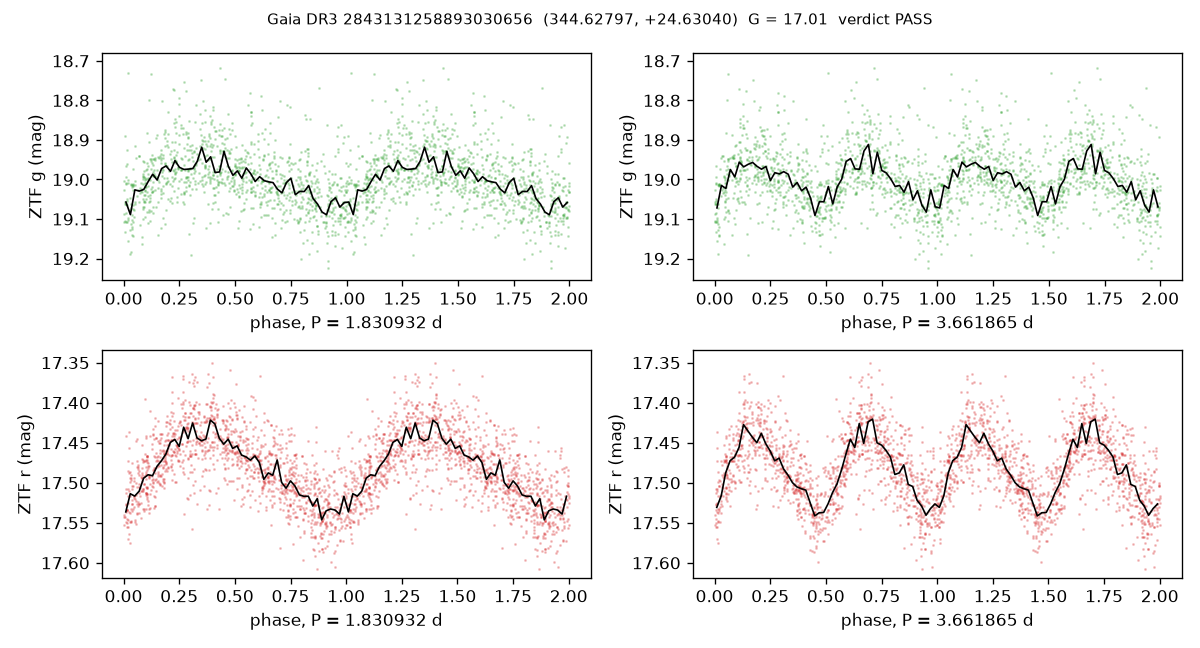 Gaia DR3 2843131258893030656 (344.62797, +24.63040) G = 17.01 verdict PASS
ZTF g (mag)
18.7
18.8
18.9
19.0
19.1
19.2
0.00 0.25 0.50 0.75 1.00 1.25 1.50 1.75 2.00
phase, P = 1.830932 d
ZTF g (mag)
18.7
18.8
18.9
19.0
19.1
19.2
0.00 0.25 0.50 0.75 1.00 1.25 1.50 1.75 2.00
phase, P = 3.661865 d
ZTF r (mag)
17.35
17.40
17.45
17.50
17.55
17.60
0.00 0.25 0.50 0.75 1.00 1.25 1.50 1.75 2.00
phase, P = 1.830932 d
ZTF r (mag)
17.35
17.40
17.45
17.50
17.55
17.60
0.00 0.25 0.50 0.75 1.00 1.25 1.50 1.75 2.00
phase, P = 3.661865 d